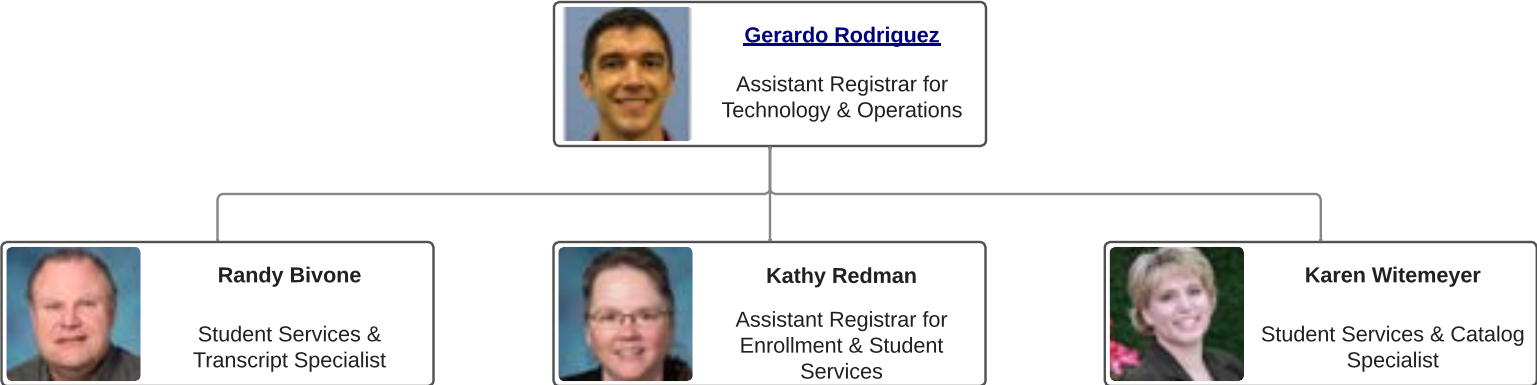 Gerardo Rodriguez
Assistant Registrar for
Technology & Operations
Randy Bivone
Student Services &
Transcript Specialist
Kathy Redman
Assistant Registrar for
Enrollment & Student
Services
Karen Witemeyer
Student Services & Catalog
Specialist